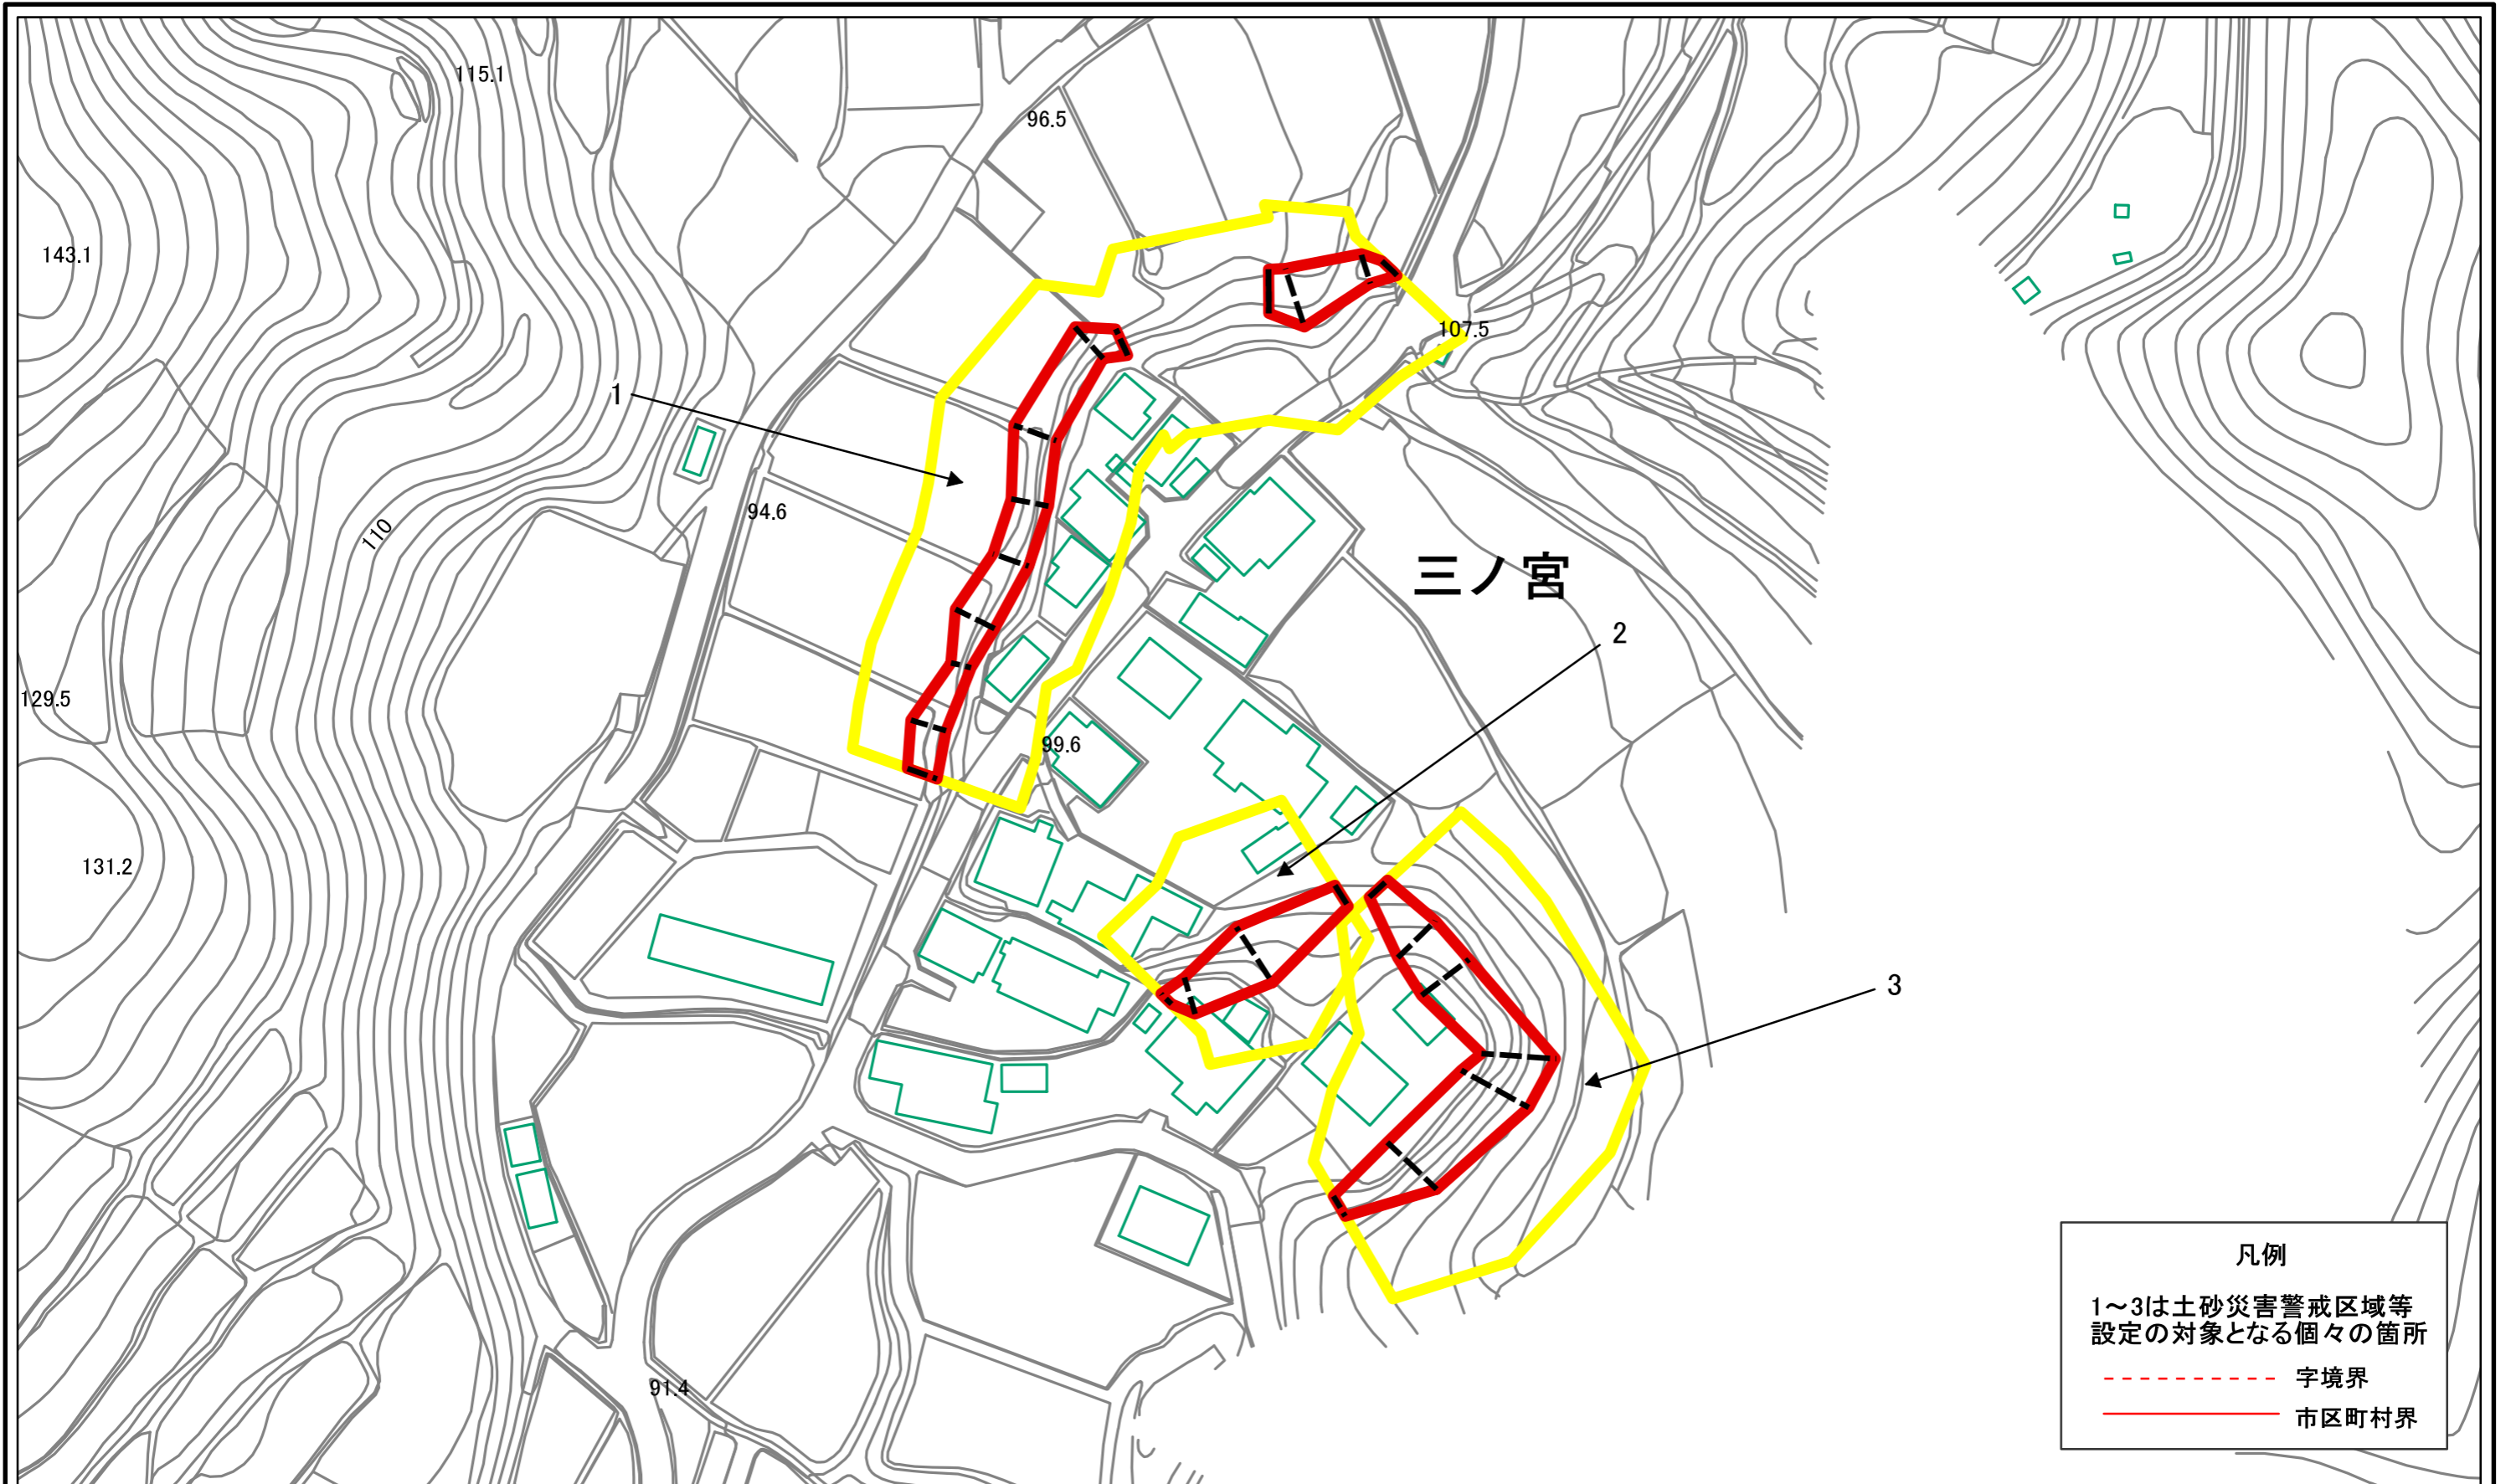 115.1
96.5
143.1
107.5
1
94.6
110
三ノ宮
2
129.5
99.6
131.2
3
凡例
1～3は土砂災害警戒区域等
設定の対象となる個々の箇所
字境界
市区町村界
91.4